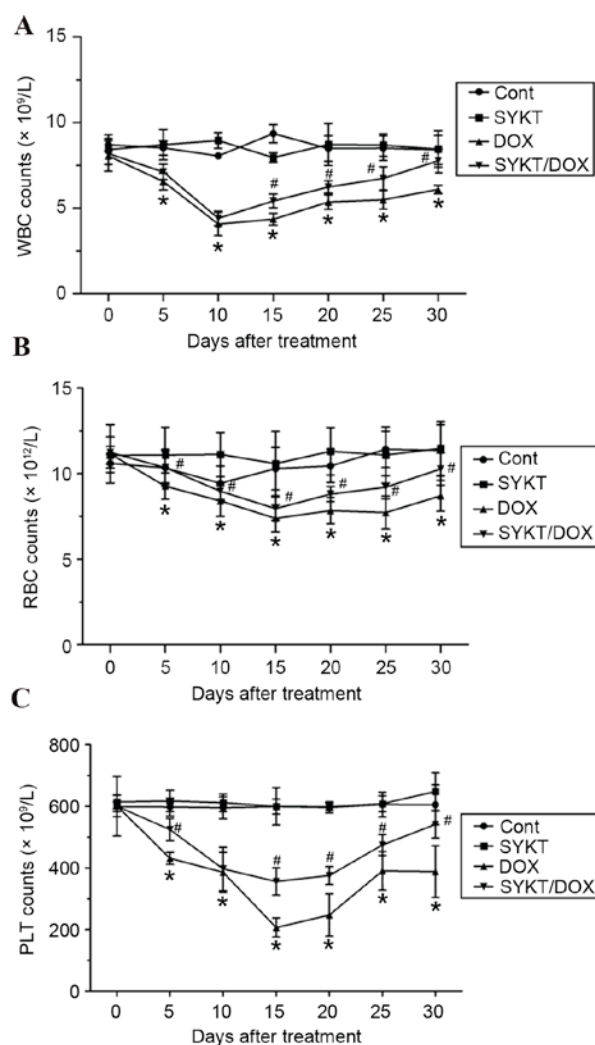 A
WBC counts (× 10⁹/L)
15
10
5
0
# # # #
* * * * * *
0 5 10 15 20 25 30
Days after treatment
Cont
SYKT
DOX
SYKT/DOX
B
RBC counts (× 10¹²/L)
15
10
5
0
# # # # # #
* * * * * *
0 5 10 15 20 25 30
Days after treatment
Cont
SYKT
DOX
SYKT/DOX
C
PLT counts (× 10⁹/L)
800
600
400
200
0
# # # # #
* * * * * *
0 5 10 15 20 25 30
Days after treatment
Cont
SYKT
DOX
SYKT/DOX